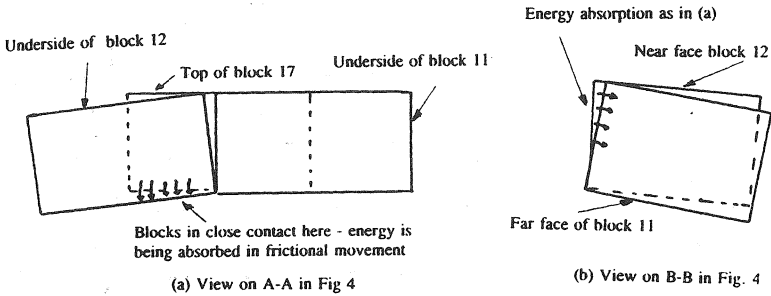 Underside of block 12
Top of block 17
Underside of block 11
Blocks in close contact here - energy is
being absorbed in frictional movement
(a) View on A-A in Fig 4
Energy absorption as in (a)
Near face block 12
Far face of block 11
(b) View on B-B in Fig. 4